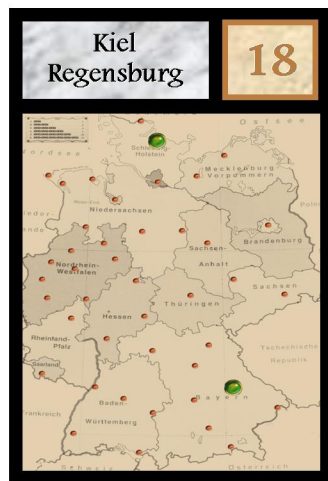 Kiel
Regensburg
18
Ostsee
Nordsee
Schleswig-
Holstein
Mecklenburg
Vorpommern
Niedersachsen
Brandenburg
Sachsen-
Anhalt
Nordrhein-
Westfalen
Sachsen
Thüringen
Hessen
Rheinland-
Pfalz
Saarland
Tschechische
Republik
Bayern
Baden-
Württemberg
Frankreich
Schweiz
Österreich